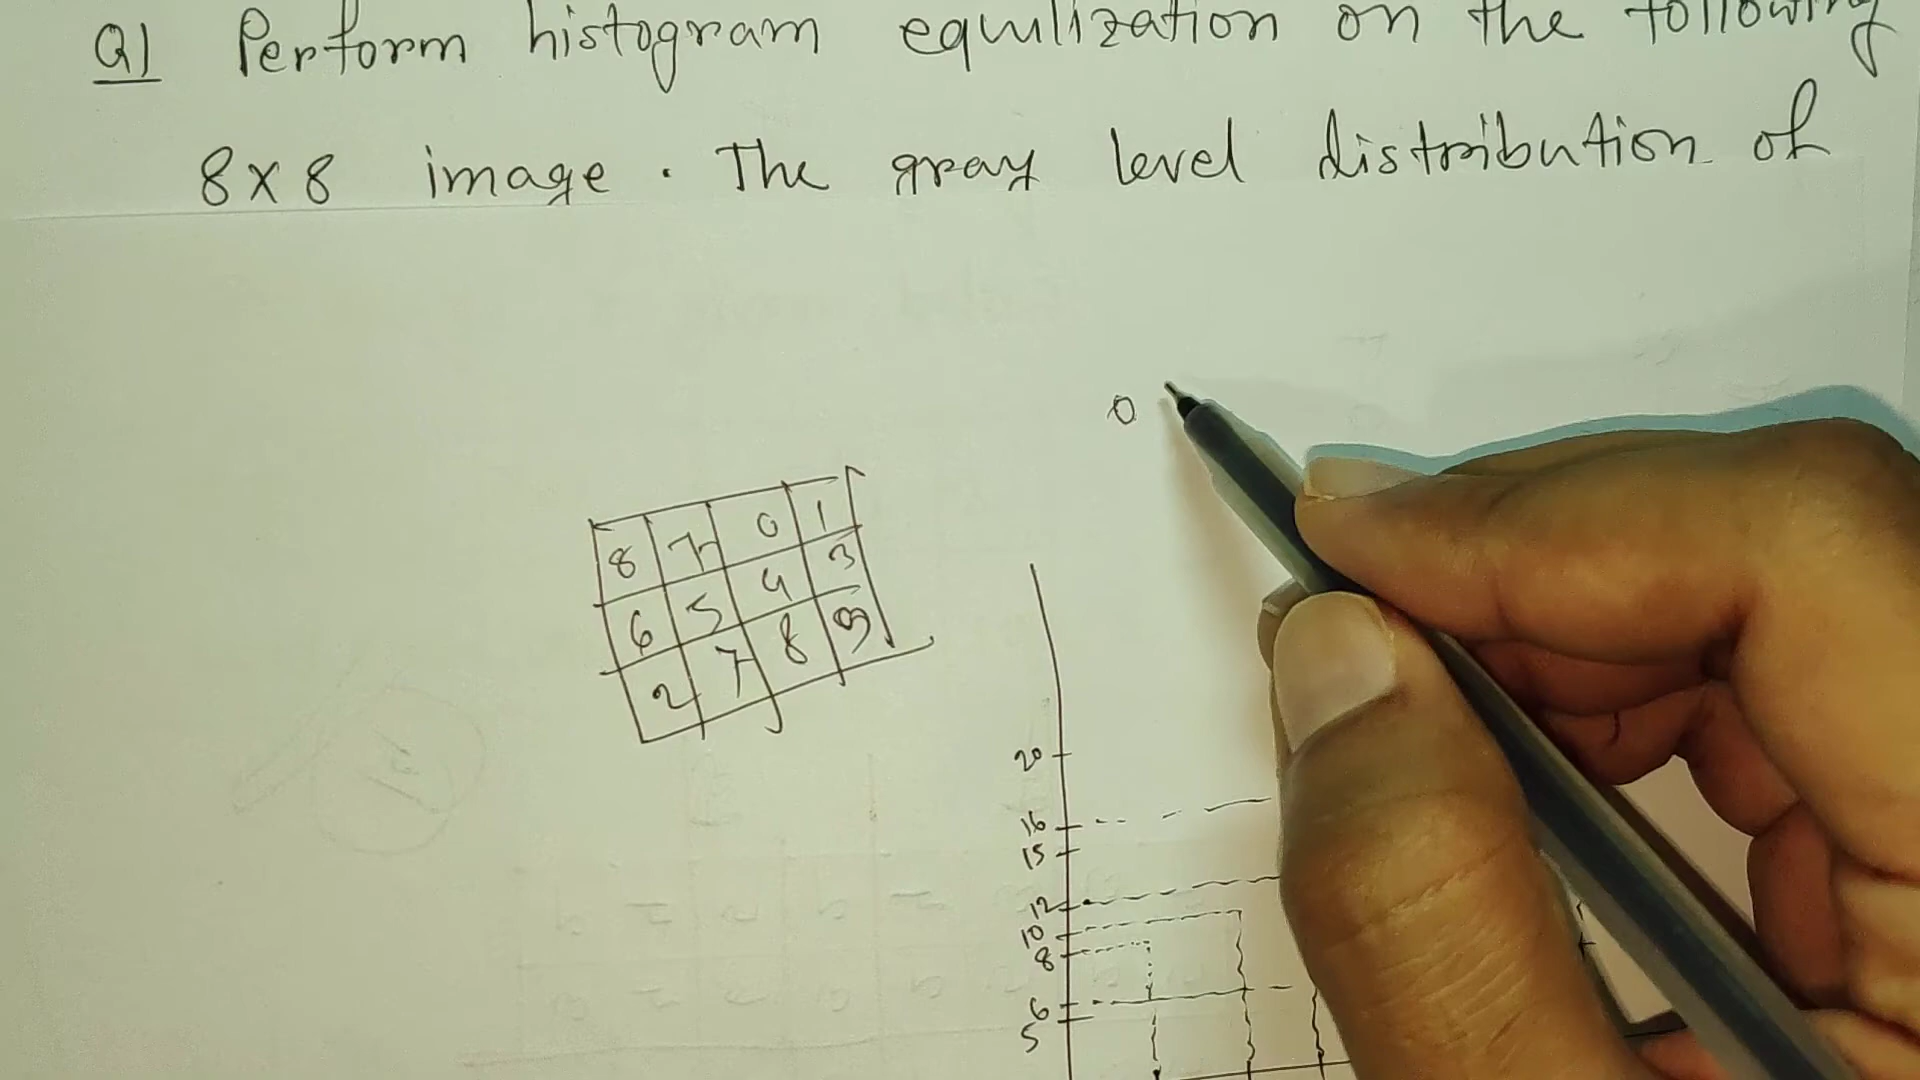 Q1 Perform histogram equilization on the following
8x8 image. The gray level distribution of
0
8 7 0 1
6 5 4 3
2 7 8 9
20
16
15
12
10
8
6
5